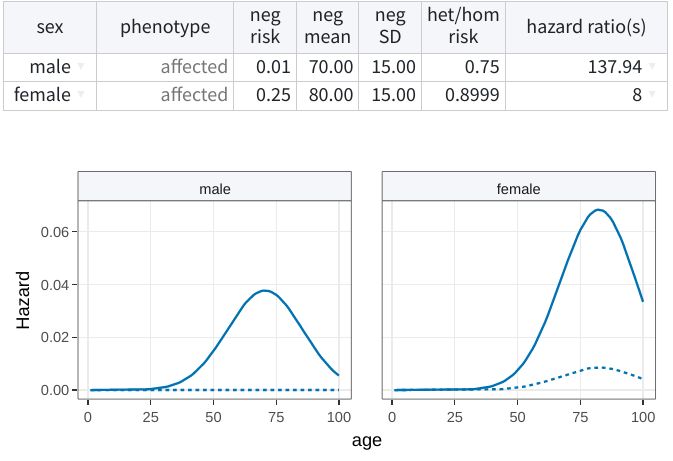 sex phenotype neg risk neg mean neg SD het/hom risk hazard ratio(s)
male affected 0.01 70.00 15.00 0.75 137.94
female affected 0.25 80.00 15.00 0.8999 8
male female
Hazard
0.06
0.04
0.02
0.00
0 25 50 75 100 0 25 50 75 100
age